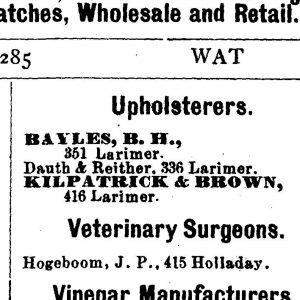 atches, Wholesale and Retail.
285 WAT
Upholsterers.
BAYLES, B. H.,
351 Larimer.
Dauth & Reither, 336 Larimer.
KILPATRICK & BROWN,
416 Larimer.
Veterinary Surgeons.
Hogeboom, J. P., 415 Holladay.
Vinegar Manufacturers